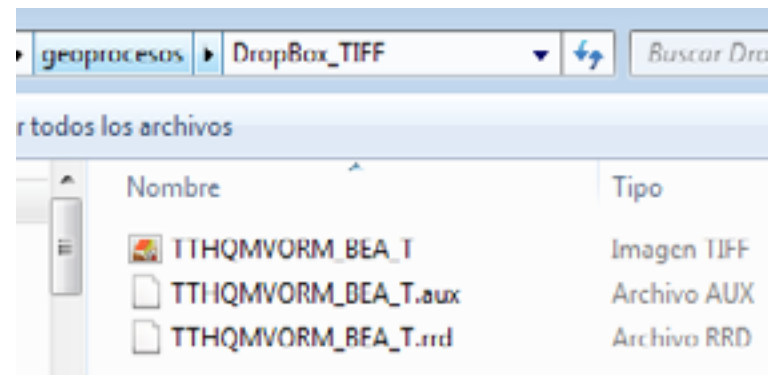 geoprocesos DropBox_TIFF Buscar Dro
r todos los archivos
Nombre Tipo
TTHQMVORM_BEA_T Imagen TIFF
TTHQMVORM_BEA_T.aux Archivo AUX
TTHQMVORM_BEA_T.rrd Archivo RRD